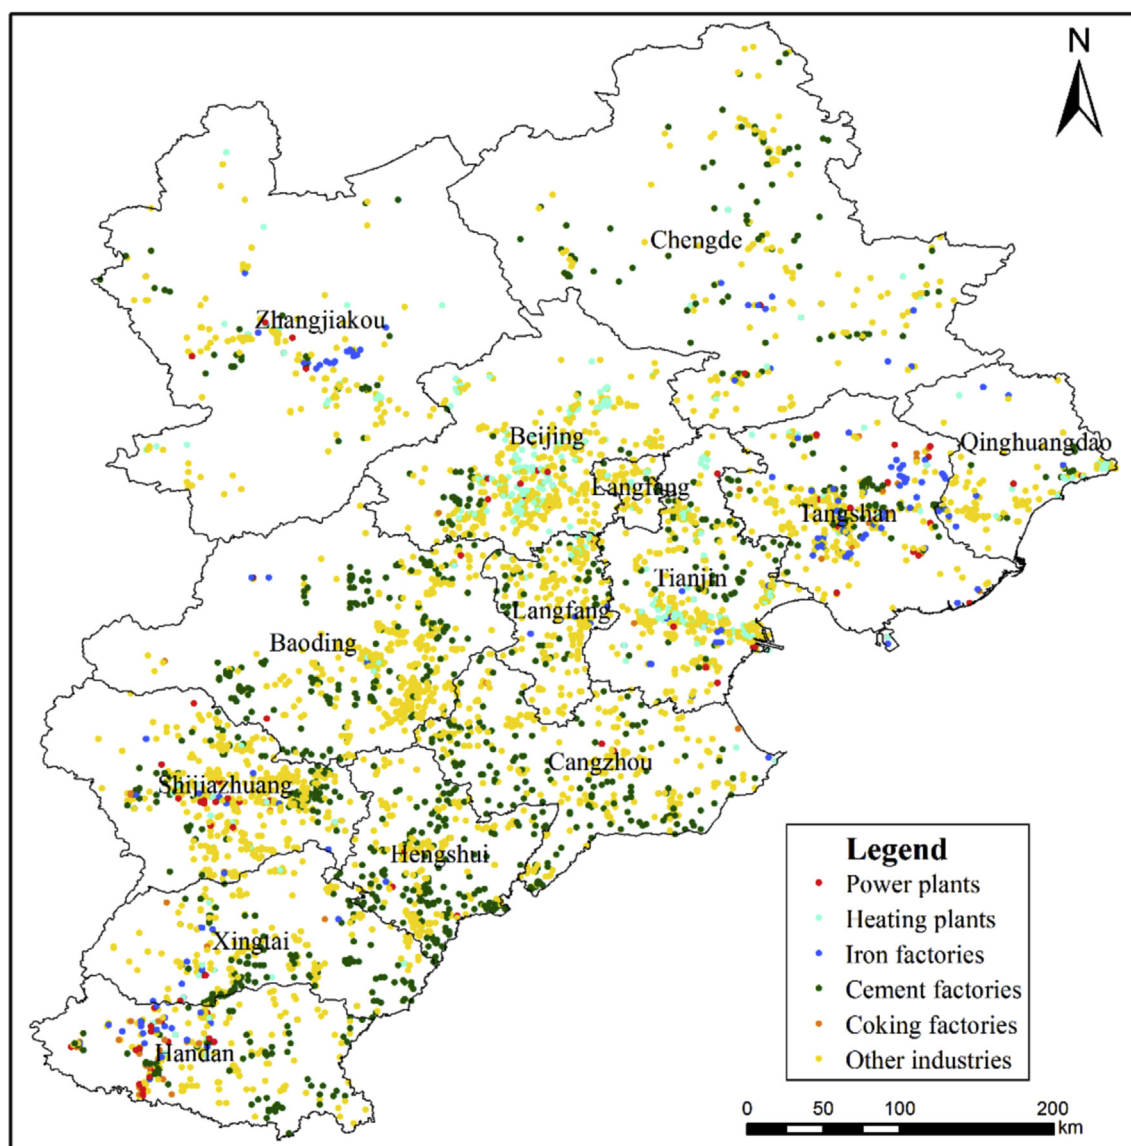 N
Chengde
Zhangjiakou
Beijing
Qinghuangdao
Langfang
Tangshan
Tianjin
Langfang
Baoding
Cangzhou
Shijiazhuang
Hengshui
Xingtai
Handan
Legend
Power plants
Heating plants
Iron factories
Cement factories
Coking factories
Other industries
0 50 100 200
km